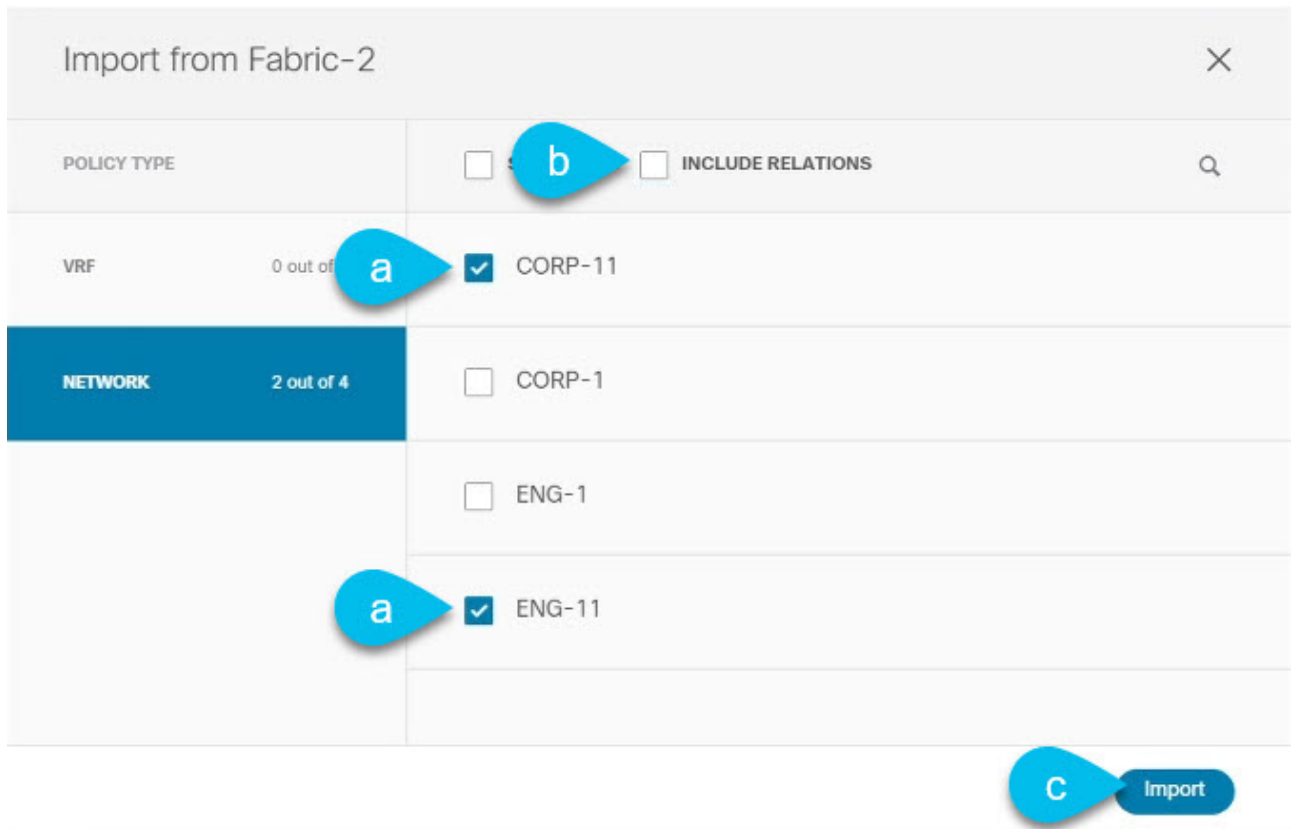 Import from Fabric-2
POLICY TYPE
b
INCLUDE RELATIONS
VRF 0 out of
a
CORP-11
NETWORK 2 out of 4
CORP-1
ENG-1
a
ENG-11
c
Import